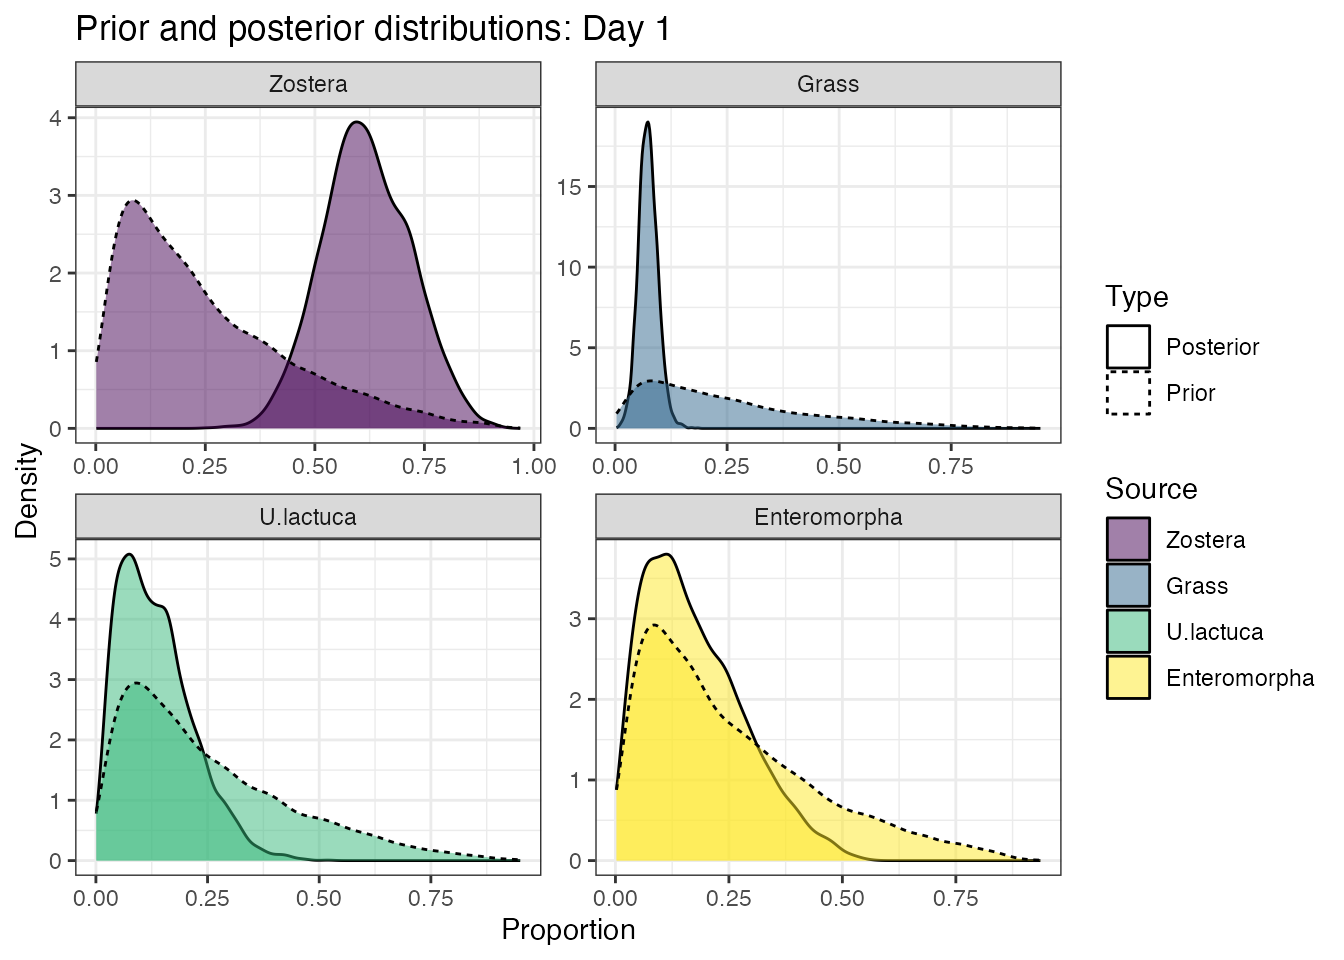 Prior and posterior distributions: Day 1
Zostera
Grass
4
3
2
1
0
15
10
5
0
0.00 0.25 0.50 0.75 1.00
0.00 0.25 0.50 0.75
Density
U.lactuca
Enteromorpha
5
4
3
2
1
0
3
2
1
0
0.00 0.25 0.50 0.75
0.00 0.25 0.50 0.75
Proportion
Type
Posterior
Prior
Source
Zostera
Grass
U.lactuca
Enteromorpha